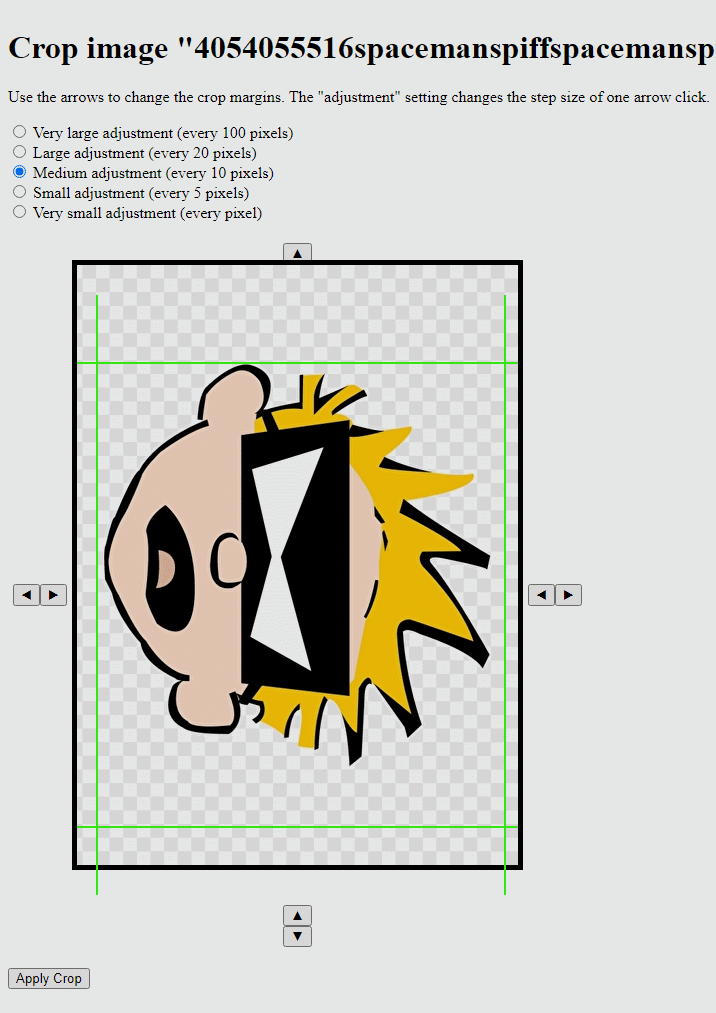 Crop image "4054055516spacemanspiffspacemansp
Use the arrows to change the crop margins. The "adjustment" setting changes the step size of one arrow click.
Very large adjustment (every 100 pixels)
Large adjustment (every 20 pixels)
Medium adjustment (every 10 pixels)
Small adjustment (every 5 pixels)
Very small adjustment (every pixel)
▲
◀ ▶ ◀ ▶
▲
▼
Apply Crop